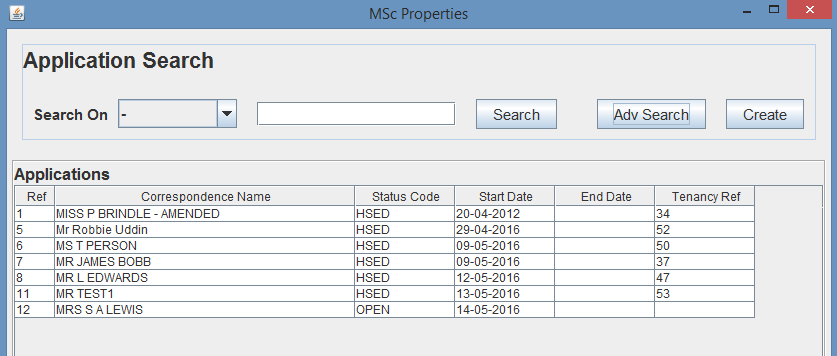 MSc Properties
Application Search
Search On - Search Adv Search Create
Applications
Ref Correspondence Name Status Code Start Date End Date Tenancy Ref
1 MISS P BRINDLE - AMENDED HSED 20-04-2012 34
5 Mr Robbie Uddin HSED 29-04-2016 52
6 MS T PERSON HSED 09-05-2016 50
7 MR JAMES BOBB HSED 09-05-2016 37
8 MR L EDWARDS HSED 12-05-2016 47
11 MR TEST1 HSED 13-05-2016 53
12 MRS S A LEWIS OPEN 14-05-2016